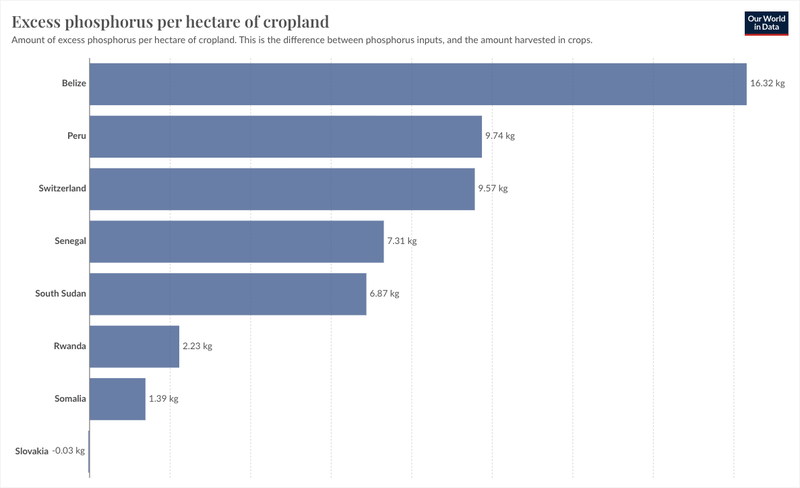 Excess phosphorus per hectare of cropland
Our World
in Data
Amount of excess phosphorus per hectare of cropland. This is the difference between phosphorus inputs, and the amount harvested in crops.
Belize 16.32 kg
Peru 9.74 kg
Switzerland 9.57 kg
Senegal 7.31 kg
South Sudan 6.87 kg
Rwanda 2.23 kg
Somalia 1.39 kg
Slovakia -0.03 kg